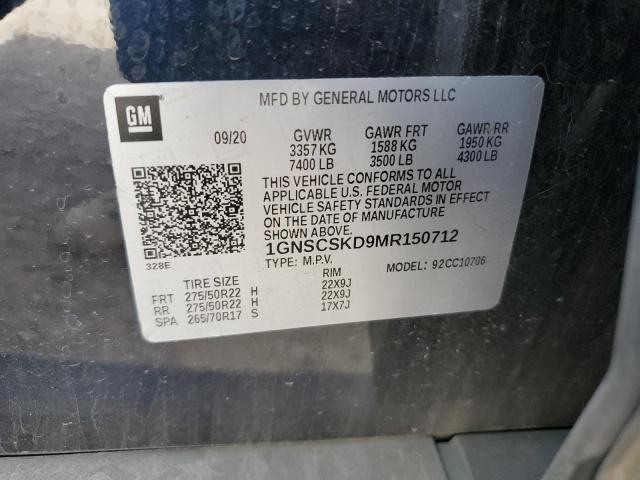 GM
MFD BY GENERAL MOTORS LLC
09/20 GVWR GAWR FRT GAWR RR
3357 KG 1588 KG 1950 KG
7400 LB 3500 LB 4300 LB
THIS VEHICLE CONFORMS TO ALL
APPLICABLE U.S. FEDERAL MOTOR
VEHICLE SAFETY STANDARDS IN EFFECT
ON THE DATE OF MANUFACTURE
SHOWN ABOVE.
1GNSCSKD9MR150712
328E TYPE: M.P.V. MODEL: 92CC10706
TIRE SIZE RIM
FRT 275/50R22 H 22X9J
RR 275/50R22 H 22X9J
SPA 265/70R17 S 17X7J